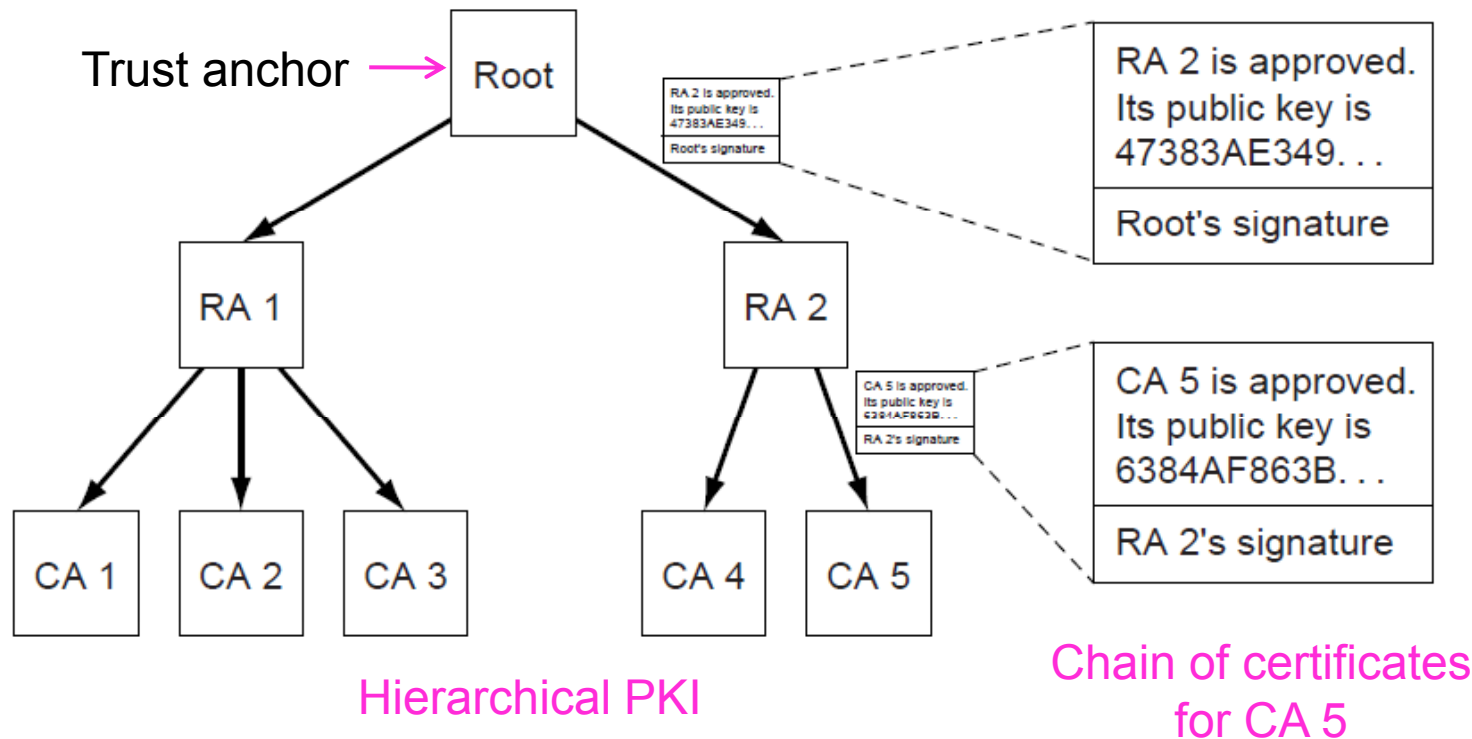 Trust anchor
Root
RA 2 is approved.
Its public key is
47383AE349. . .
Root's signature
RA 2 is approved.
Its public key is
47383AE349. . .
Root's signature
RA 1
RA 2
CA 5 is approved.
Its public key is
6384AF863B. . .
RA 2's signature
CA 5 is approved.
Its public key is
6384AF863B. . .
RA 2's signature
CA 1
CA 2
CA 3
CA 4
CA 5
Hierarchical PKI
Chain of certificates
for CA 5